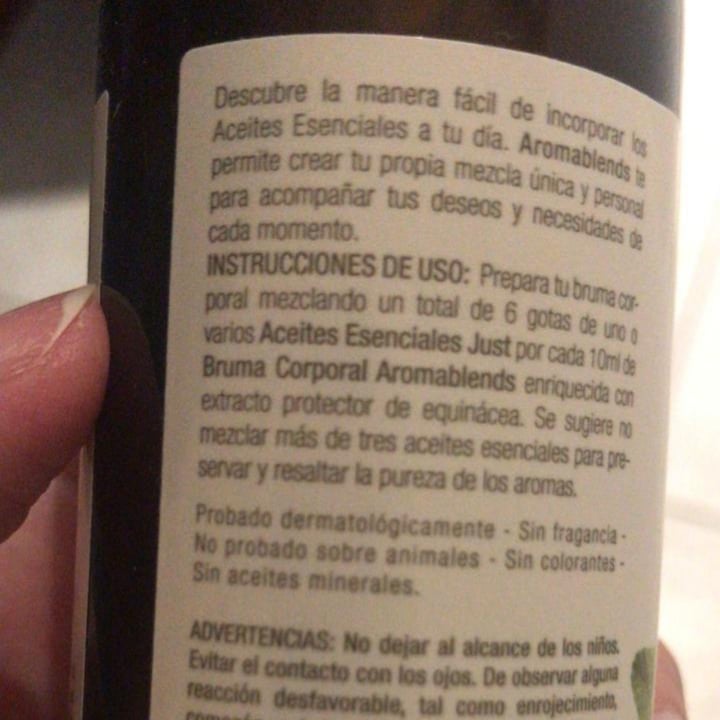 Descubre la manera fácil de incorporar los
Aceites Esenciales a tu día. Aromablends te
permite crear tu propia mezcla única y personal
para acompañar tus deseos y necesidades de
cada momento.
INSTRUCCIONES DE USO: Prepara tu bruma cor-
poral mezclando un total de 6 gotas de uno o
varios Aceites Esenciales Just por cada 10ml de
Bruma Corporal Aromablends enriquecida con
extracto protector de equinácea. Se sugiere no
mezclar más de tres aceites esenciales para pre-
servar y resaltar la pureza de los aromas.
Probado dermatológicamente - Sin fragancia -
No probado sobre animales - Sin colorantes -
Sin aceites minerales.
ADVERTENCIAS: No dejar al alcance de los niños.
Evitar el contacto con los ojos. De observar alguna
reacción desfavorable, tal como enrojecimiento,